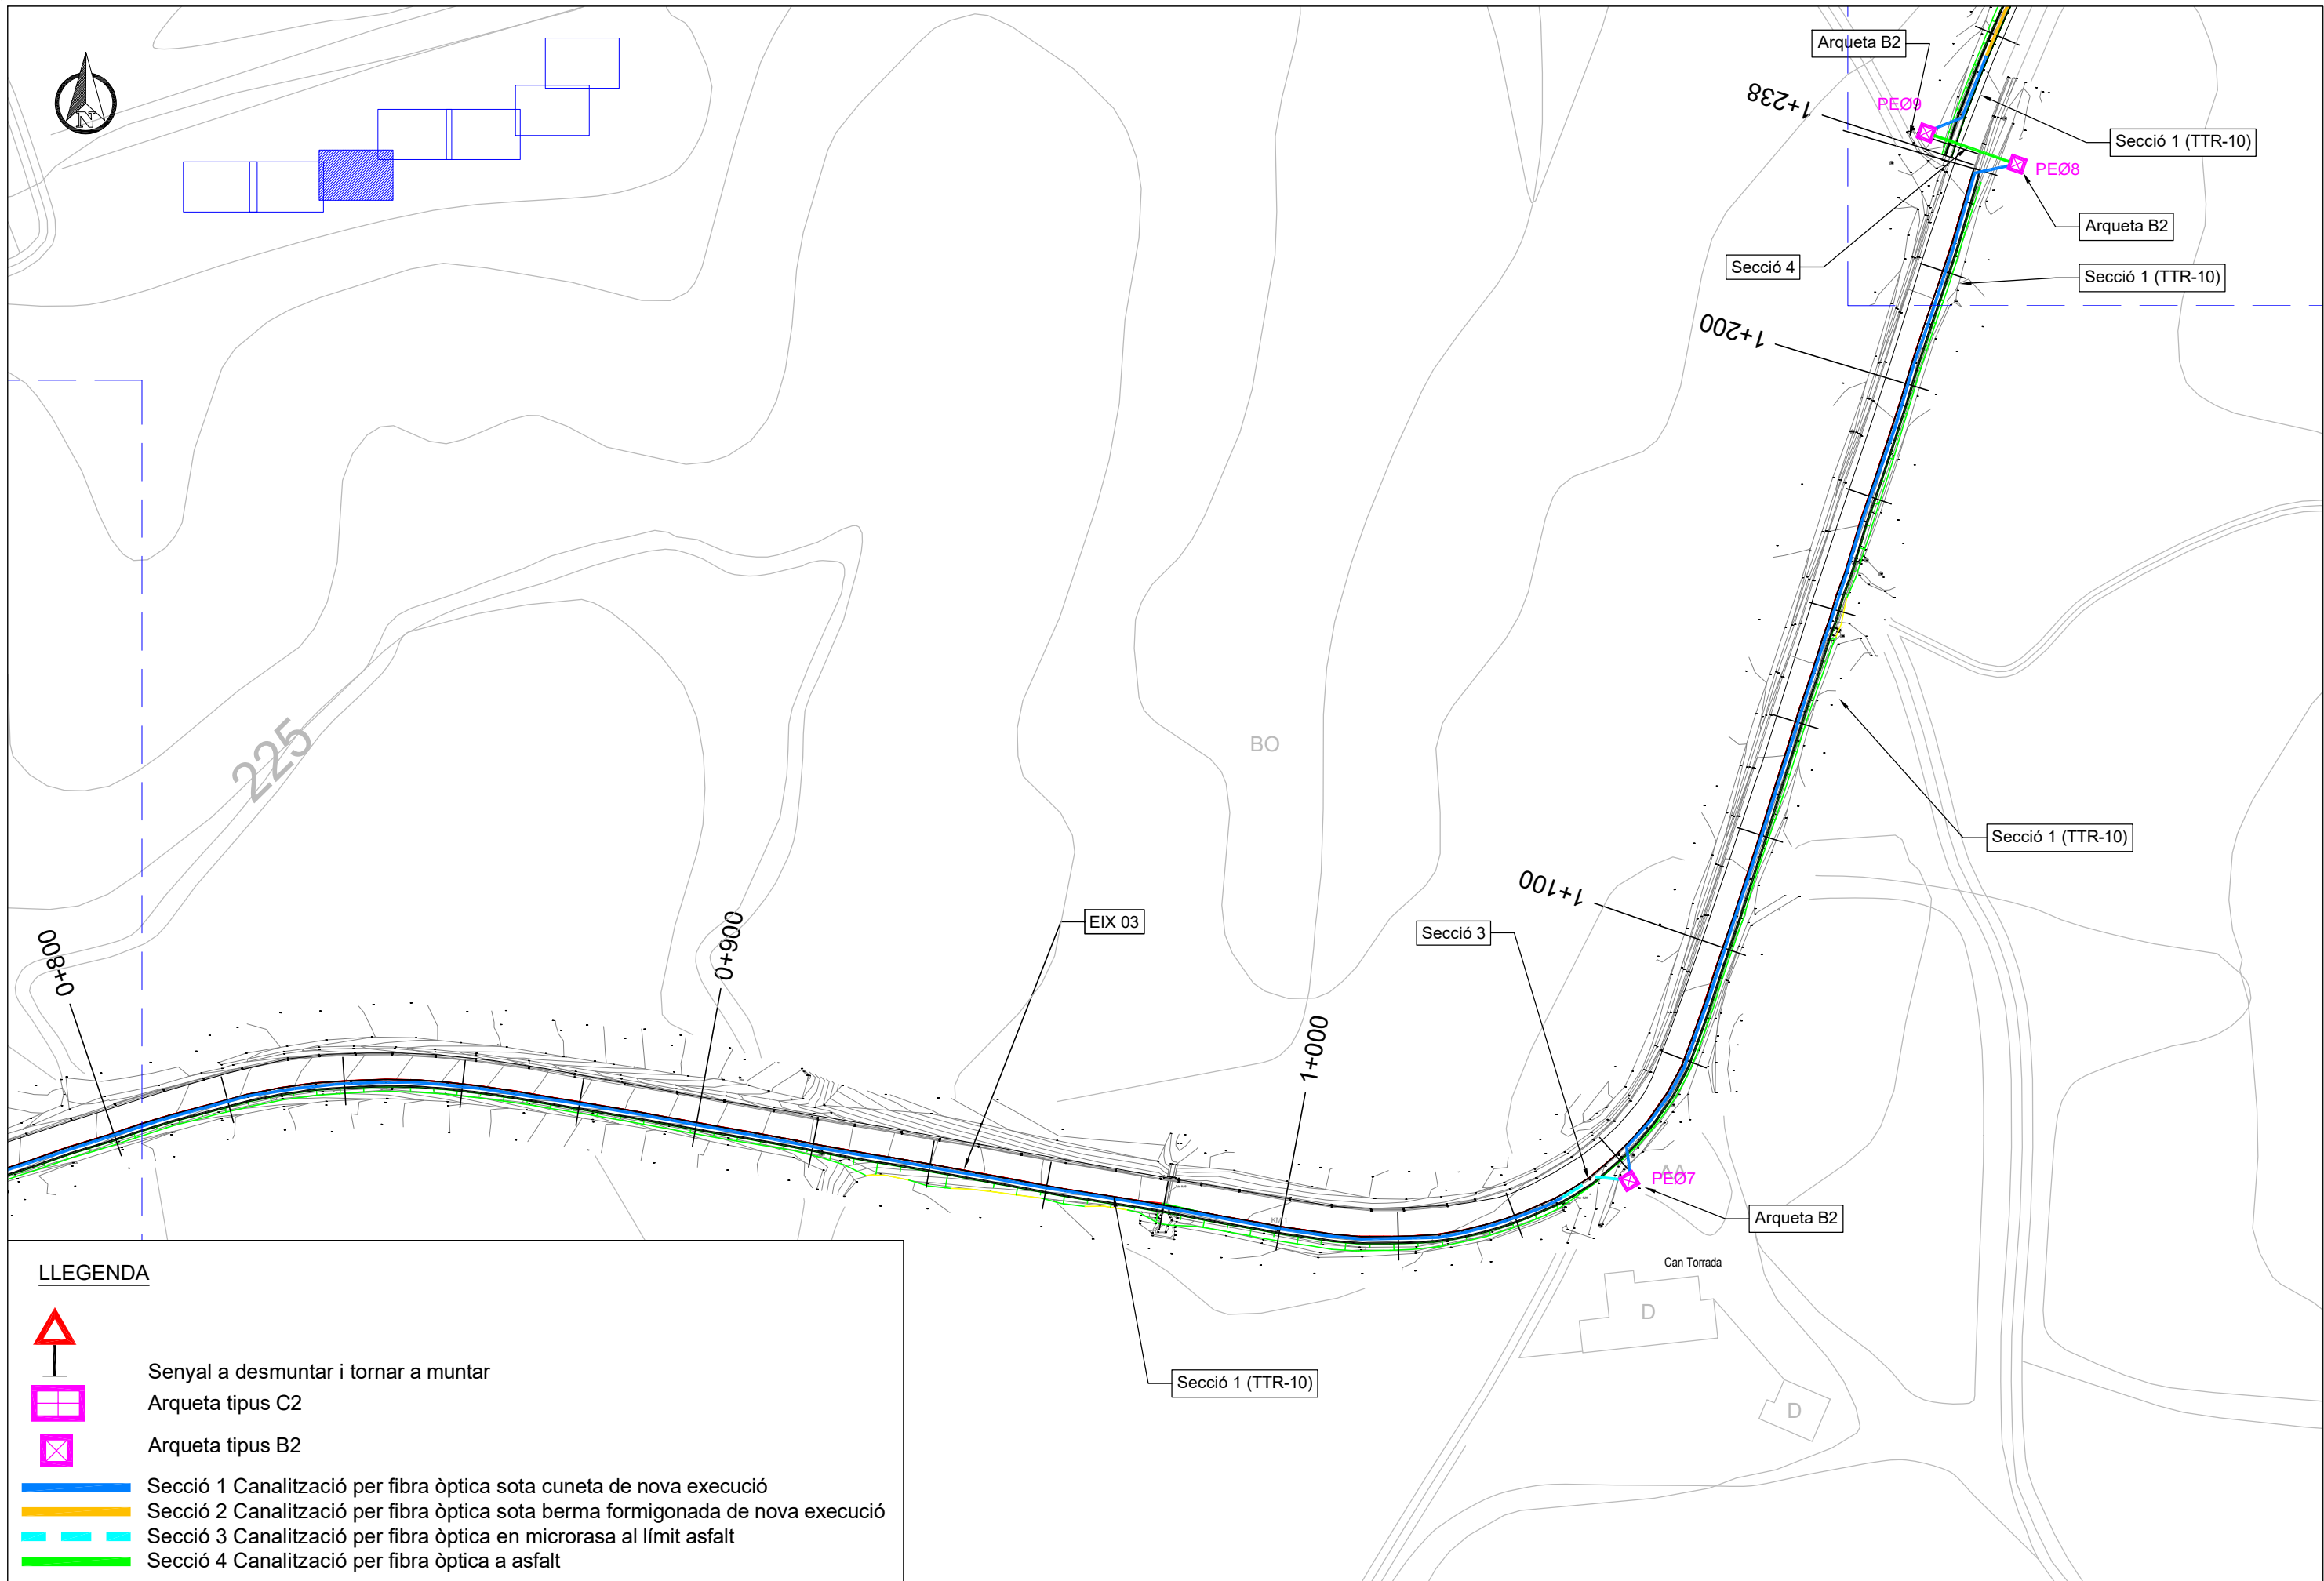 Arqueta B2
N
1+238
PEØ9
Secció 1 (TTR-10)
PEØ8
Arqueta B2
Secció 4
Secció 1 (TTR-10)
1+200
225
BO
Secció 1 (TTR-10)
1+100
EIX 03
Secció 3
0+900
0+800
1+000
AA
PEØ7
KM 1
Arqueta B2
Can Torrada
D
D
Secció 1 (TTR-10)
LLEGENDA
Senyal a desmuntar i tornar a muntar
Arqueta tipus C2
Arqueta tipus B2
Secció 1 Canalització per fibra òptica sota cuneta de nova execució
Secció 2 Canalització per fibra òptica sota berma formigonada de nova execució
Secció 3 Canalització per fibra òptica en microrasa al límit asfalt
Secció 4 Canalització per fibra òptica a asfalt